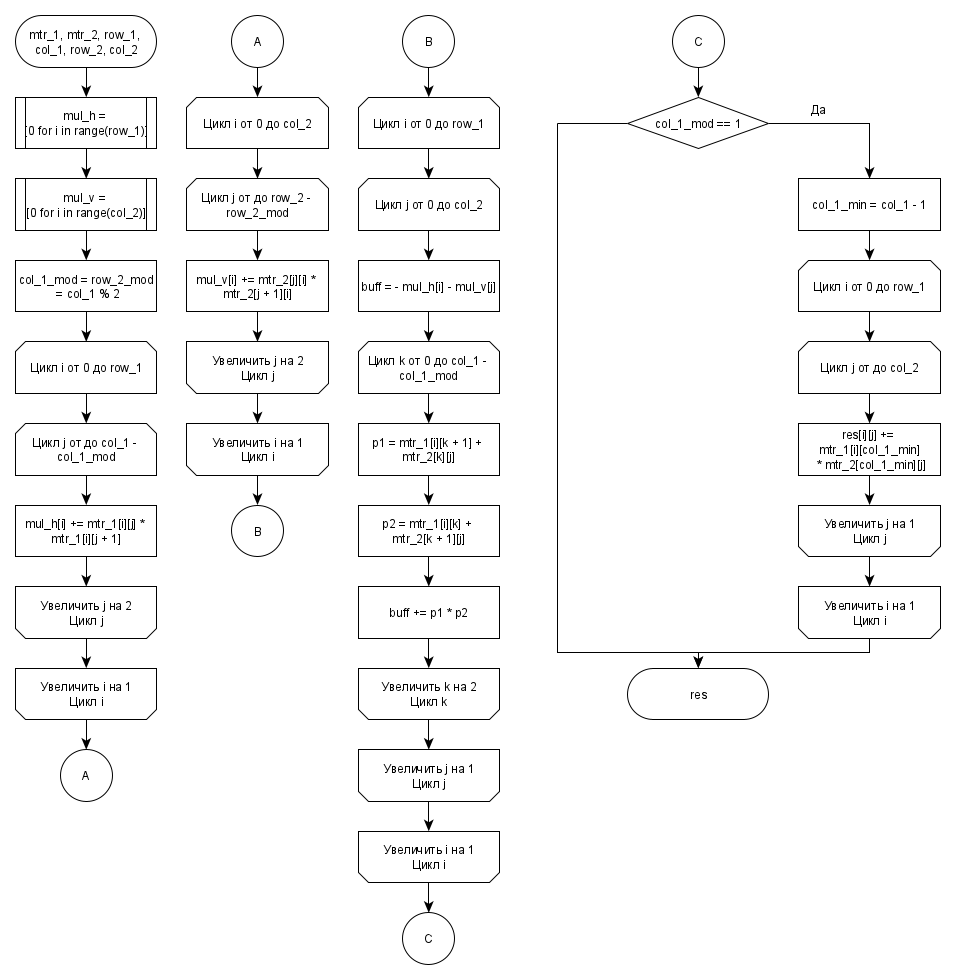 mtr_1, mtr_2, row_1,
col_1, row_2, col_2
mul_h =
[0 for i in range(row_1)]
mul_v =
[0 for i in range(col_2)]
col_1_mod = row_2_mod
= col_1 % 2
Цикл i от 0 до row_1
Цикл j от до col_1 -
col_1_mod
mul_h[i] += mtr_1[i][j] *
mtr_1[i][j + 1]
Увеличить j на 2
Цикл j
Увеличить i на 1
Цикл i
A
A
Цикл i от 0 до col_2
Цикл j от до row_2 -
row_2_mod
mul_v[i] += mtr_2[j][i] *
mtr_2[j + 1][i]
Увеличить j на 2
Цикл j
Увеличить i на 1
Цикл i
B
B
Цикл i от 0 до row_1
Цикл j от 0 до col_2
buff = - mul_h[i] - mul_v[j]
Цикл k от 0 до col_1 -
col_1_mod
p1 = mtr_1[i][k + 1] +
mtr_2[k][j]
p2 = mtr_1[i][k] +
mtr_2[k + 1][j]
buff += p1 * p2
Увеличить k на 2
Цикл k
Увеличить j на 1
Цикл j
Увеличить i на 1
Цикл i
C
C
col_1_mod == 1
Да
col_1_min = col_1 - 1
Цикл i от 0 до row_1
Цикл j от до col_2
res[i][j] +=
mtr_1[i][col_1_min]
* mtr_2[col_1_min][j]
Увеличить j на 1
Цикл j
Увеличить i на 1
Цикл i
res